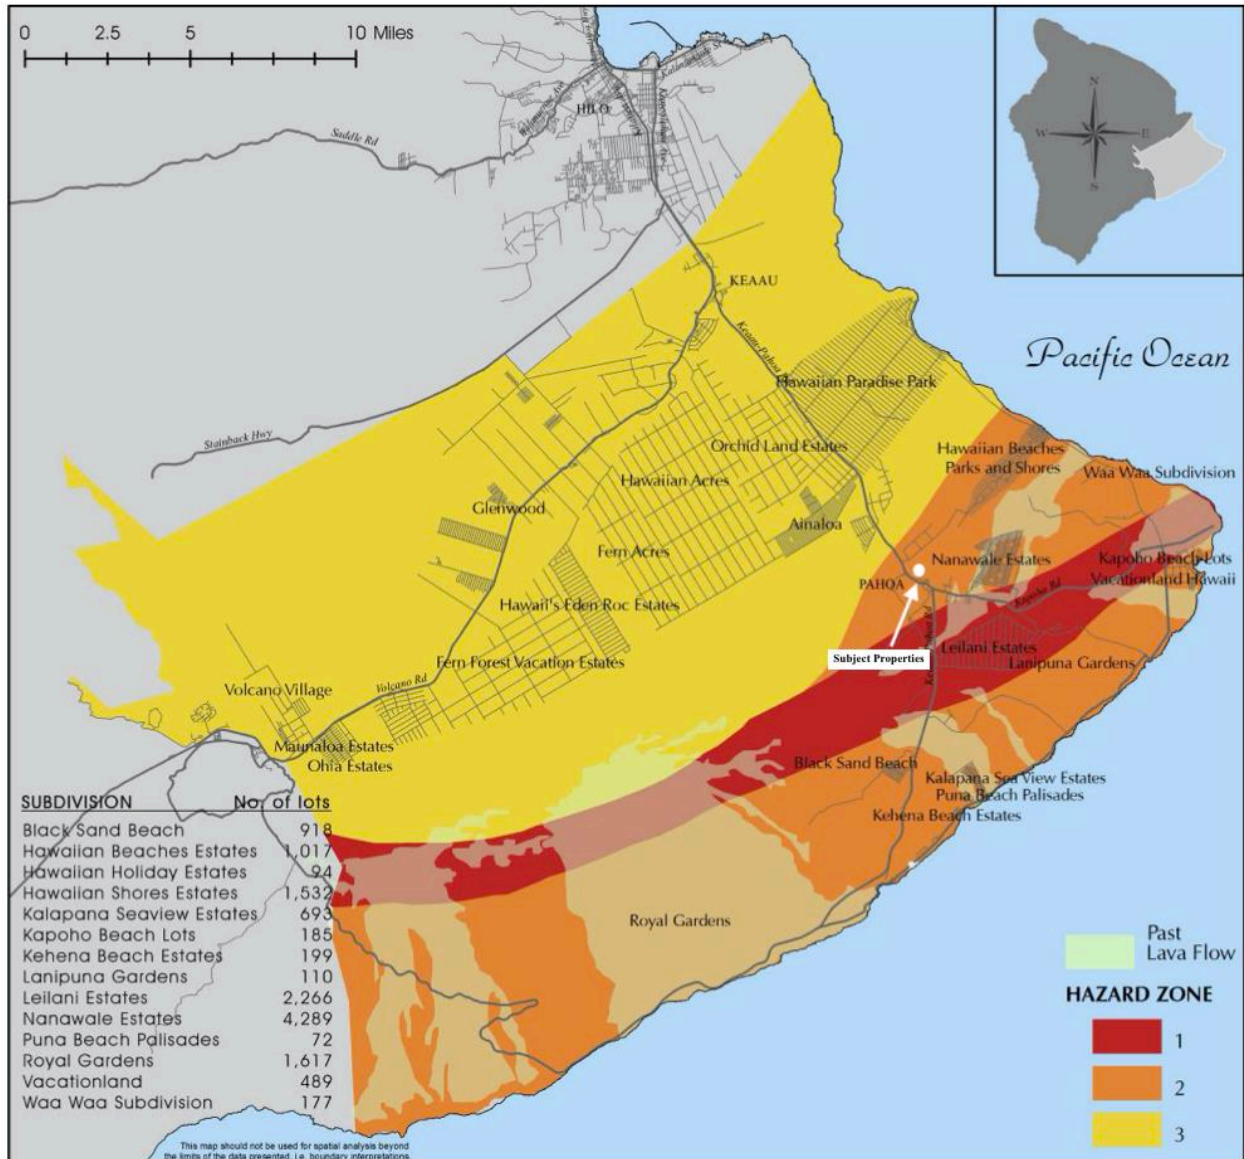 0 2.5 5 10 Miles
Kalanianaole St
HILO
Saddle Rd
N
W E
S
KEAAU
Pacific Ocean
Hawaiian Paradise Park
Stainback Hwy
Orchid Land Estates
Hawaiian Beaches
Parks and Shores
Waa Waa Subdivision
Hawaiian Acres
Glenwood
Ainaloa
Fern Acres
Nanawale Estates
Kapoho Beach Lots
PAHOA
Vacationland Hawaii
Kapoho Rd
Hawaii's Eden Roc Estates
Leilani Estates
Subject Properties
Lanipuna Gardens
Fern Forest Vacation Estates
Volcano Rd
Volcano Village
Maunaloa Estates
Ohia Estates
Black Sand Beach
Kalapana Sea View Estates
Puna Beach Palisades
Kehena Beach Estates
Royal Gardens
SUBDIVISION No. of lots
Black Sand Beach 918
Hawaiian Beaches Estates 1,017
Hawaiian Holiday Estates 94
Hawaiian Shores Estates 1,532
Kalapana Seaview Estates 693
Kapoho Beach Lots 185
Kehena Beach Estates 199
Lanipuna Gardens 110
Leilani Estates 2,266
Nanawale Estates 4,289
Puna Beach Palisades 72
Royal Gardens 1,617
Vacationland 489
Waa Waa Subdivision 177
Past
Lava Flow
HAZARD ZONE
1
2
3
This map should not be used for spatial analysis beyond
the limits of the data presented, i.e. boundary interpretations.